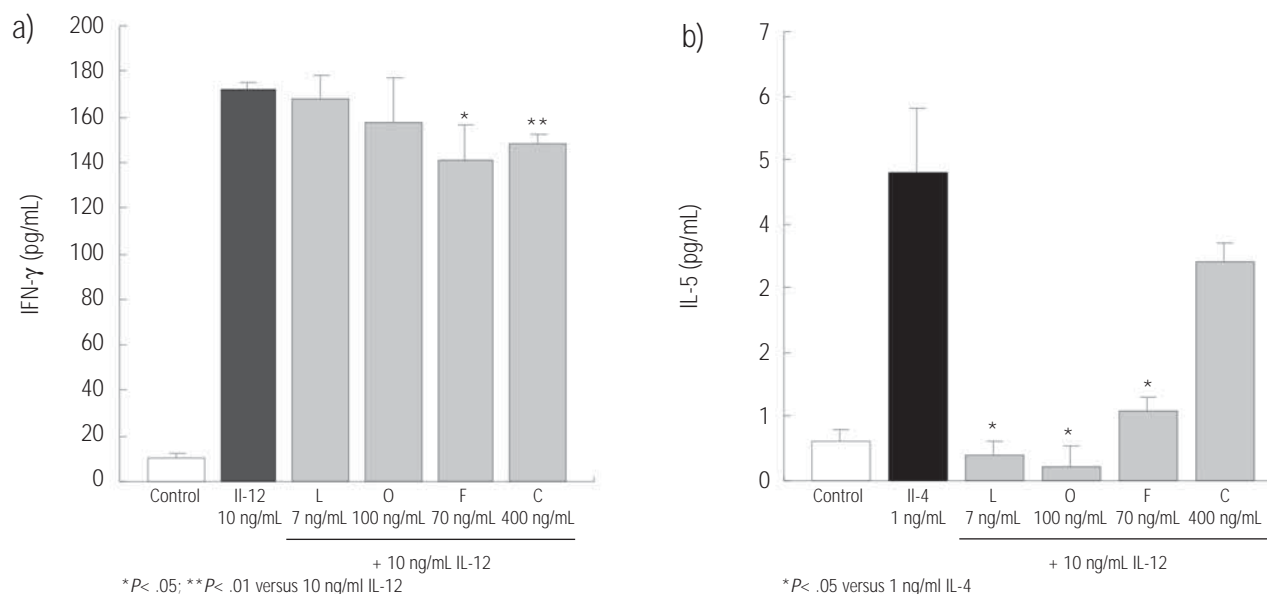 a)
200
180
160
140
120
100
80
60
40
20
0
IFN-γ (pg/mL)
* **
Control Il-12 L O F C
10 ng/mL 7 ng/mL 100 ng/mL 70 ng/mL 400 ng/mL
+ 10 ng/mL IL-12
*P< .05; **P< .01 versus 10 ng/ml IL-12
b)
7
6
5
4
2
2
1
0
IL-5 (pg/mL)
* * *
Control Il-4 L O F C
1 ng/mL 7 ng/mL 100 ng/mL 70 ng/mL 400 ng/mL
+ 10 ng/mL IL-12
*P< .05 versus 1 ng/ml IL-4